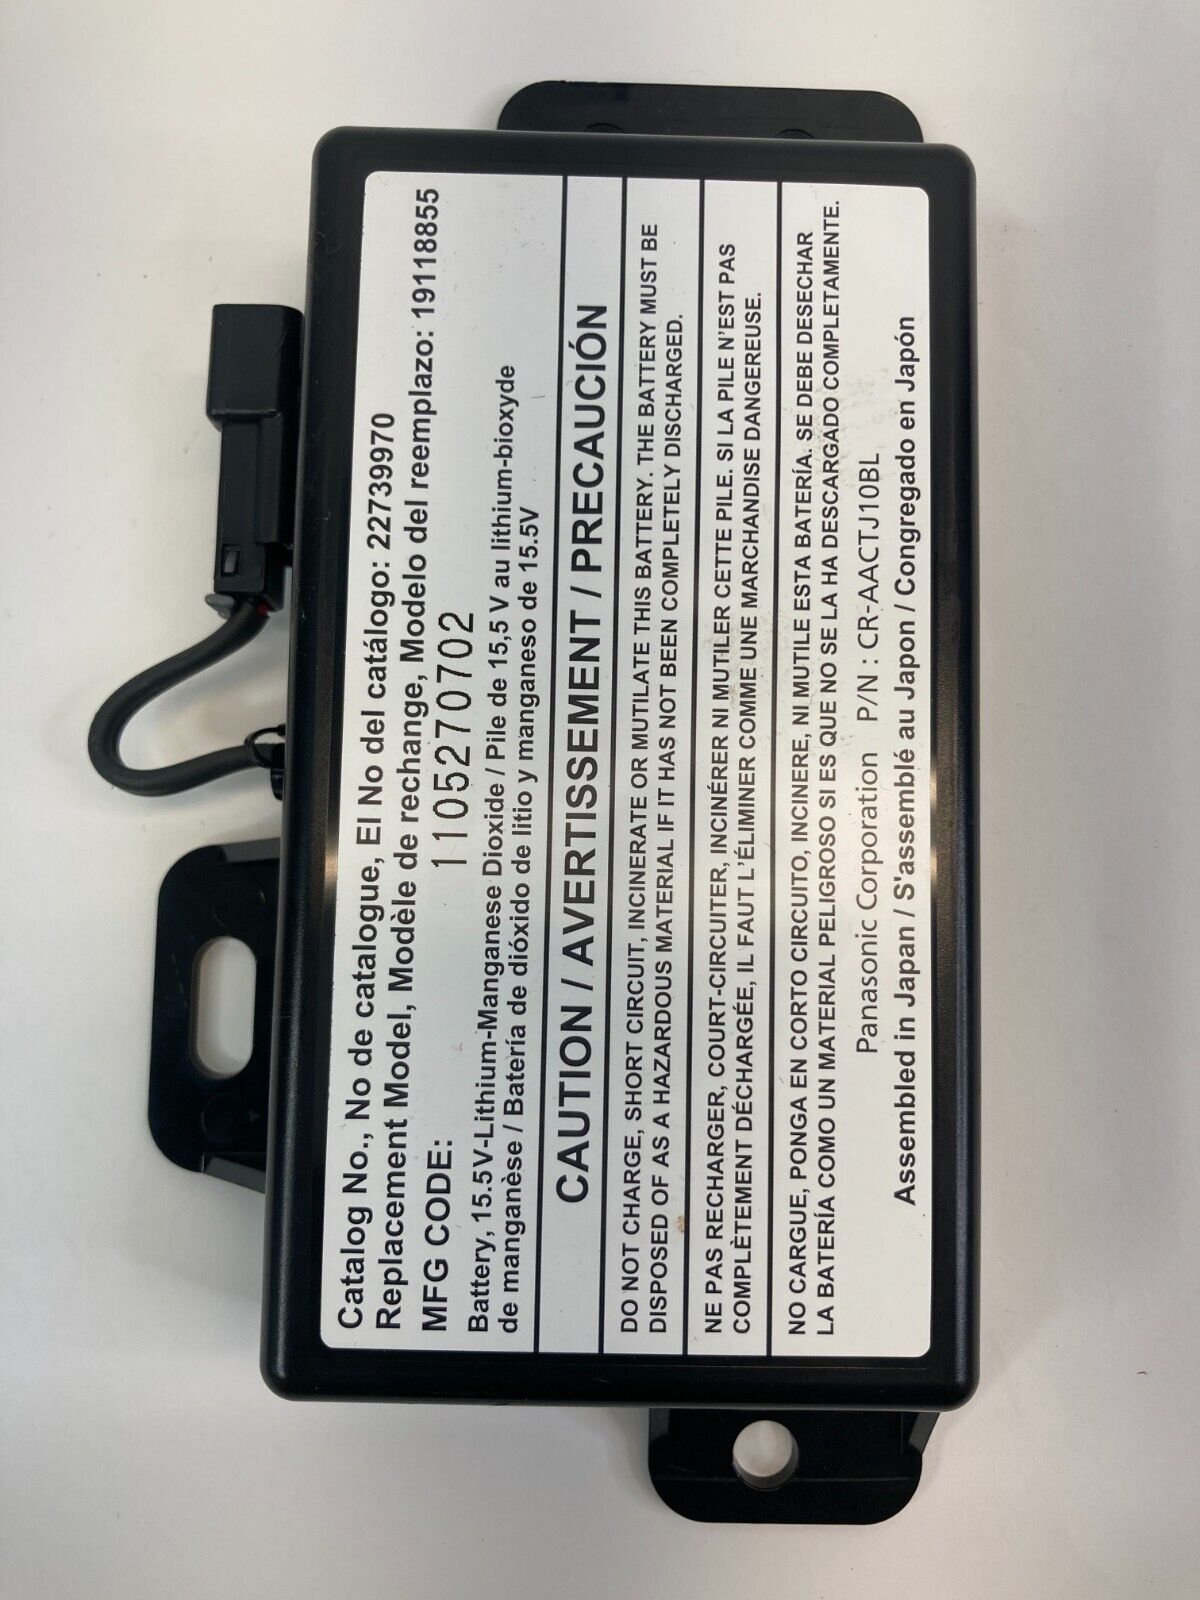 Catalog No., No de catalogue, El No del catálogo: 22739970
Replacement Model, Modèle de rechange, Modelo del reemplazo: 19118855
MFG CODE: 1105270702
Battery, 15.5V-Lithium-Manganese Dioxide / Pile de 15,5 V au lithium-bioxyde
de manganèse / Batería de dióxido de litio y manganeso de 15.5V
CAUTION / AVERTISSEMENT / PRECAUCIÓN
DO NOT CHARGE, SHORT CIRCUIT, INCINERATE OR MUTILATE THIS BATTERY. THE BATTERY MUST BE
DISPOSED OF AS A HAZARDOUS MATERIAL IF IT HAS NOT BEEN COMPLETELY DISCHARGED.
NE PAS RECHARGER, COURT-CIRCUITER, INCINÉRER NI MUTILER CETTE PILE. SI LA PILE N'EST PAS
COMPLÈTEMENT DÉCHARGÉE, IL FAUT L'ÉLIMINER COMME UNE MARCHANDISE DANGEREUSE.
NO CARGUE, PONGA EN CORTO CIRCUITO, INCINERE, NI MUTILE ESTA BATERÍA. SE DEBE DESECHAR
LA BATERÍA COMO UN MATERIAL PELIGROSO SI ES QUE NO SE LA HA DESCARGADO COMPLETAMENTE.
Panasonic Corporation P/N : CR-AACTJ10BL
Assembled in Japan / S'assemblé au Japon / Congregado en Japón